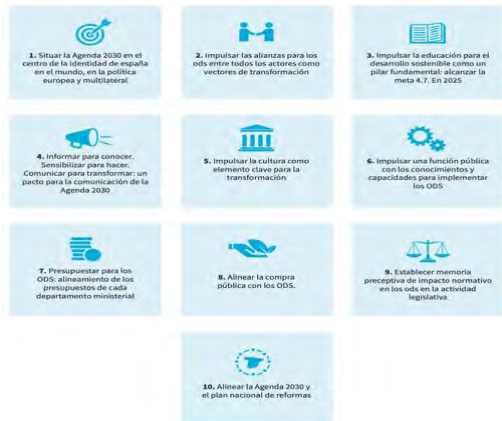 1. Situar la Agenda 2030 en el
centro de la identidad de españa
en el mundo, en la política
europea y multilateral
2. Impulsar las alianzas para los
ods entre todos los actores como
vectores de transformación
3. Impulsar la educación para el
desarrollo sostenible como un
pilar fundamental: alcanzar la
meta 4.7. En 2025
4. Informar para conocer.
Sensibilizar para hacer.
Comunicar para transformar: un
pacto para la comunicación de la
Agenda 2030
5. Impulsar la cultura como
elemento clave para la
transformación
6. Impulsar una función pública
con los conocimientos y
capacidades para implementar
los ODS
7. Presupuestar para los
ODS: alineamiento de los
presupuestos de cada
departamento ministerial
8. Alinear la compra
pública con los ODS.
9. Establecer memoria
preceptiva de impacto normativo
en los ods en la actividad
legislativa
10. Alinear la Agenda 2030 y
el plan nacional de reformas